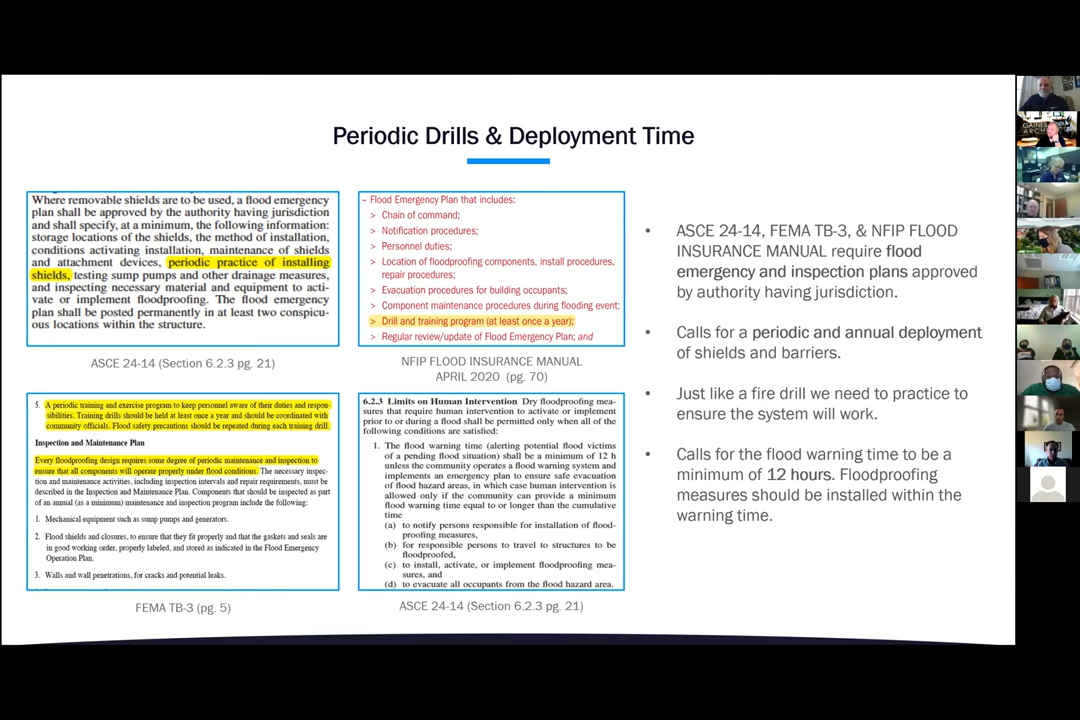 Periodic Drills & Deployment Time
Where removable shields are to be used, a flood emergency
plan shall be approved by the authority having jurisdiction
and shall specify, at a minimum, the following information:
storage locations of the shields, the method of installation,
conditions activating installation, maintenance of shields
and attachment devices, periodic practice of installing
shields, testing sump pumps and other drainage measures,
and inspecting necessary material and equipment to acti-
vate or implement floodproofing. The flood emergency
plan shall be posted permanently in at least two conspicu-
ous locations within the structure.
ASCE 24-14 (Section 6.2.3 pg. 21)
– Flood Emergency Plan that includes:
> Chain of command;
> Notification procedures;
> Personnel duties;
> Location of floodproofing components, install procedures,
repair procedures;
> Evacuation procedures for building occupants;
> Component maintenance procedures during flooding event;
> Drill and training program (at least once a year);
> Regular review/update of Flood Emergency Plan; and
NFIP FLOOD INSURANCE MANUAL
APRIL 2020 (pg. 70)
5. A periodic training and exercise program to keep personnel aware of their duties and respon-
sibilities. Training drills should be held at least once a year and should be coordinated with
community officials. Flood safety precautions should be repeated during each training drill.
Inspection and Maintenance Plan
Every floodproofing design requires some degree of periodic maintenance and inspection to
ensure that all components will operate properly under flood conditions. The necessary inspec-
tion and maintenance activities, including inspection intervals and repair requirements, must be
described in the Inspection and Maintenance Plan. Components that should be inspected as part
of an annual (as a minimum) maintenance and inspection program include the following:
1. Mechanical equipment such as sump pumps and generators.
2. Flood shields and closures, to ensure that they fit properly and that the gaskets and seals are
in good working order, properly labeled, and stored as indicated in the Flood Emergency
Operation Plan.
3. Walls and wall penetrations, for cracks and potential leaks.
FEMA TB-3 (pg. 5)
6.2.3 Limits on Human Intervention Dry floodproofing mea-
sures that require human intervention to activate or implement
prior to or during a flood shall be permitted only when all of the
following conditions are satisfied:
1. The flood warning time (alerting potential flood victims
of a pending flood situation) shall be a minimum of 12 h
unless the community operates a flood warning system and
implements an emergency plan to ensure safe evacuation
of flood hazard areas, in which case human intervention is
allowed only if the community can provide a minimum
flood warning time equal to or longer than the cumulative
time
(a) to notify persons responsible for installation of flood-
proofing measures,
(b) for responsible persons to travel to structures to be
floodproofed,
(c) to install, activate, or implement floodproofing mea-
sures, and
(d) to evacuate all occupants from the flood hazard area.
ASCE 24-14 (Section 6.2.3 pg. 21)
• ASCE 24-14, FEMA TB-3, & NFIP FLOOD
INSURANCE MANUAL require flood
emergency and inspection plans approved
by authority having jurisdiction.
• Calls for a periodic and annual deployment
of shields and barriers.
• Just like a fire drill we need to practice to
ensure the system will work.
• Calls for the flood warning time to be a
minimum of 12 hours. Floodproofing
measures should be installed within the
warning time.